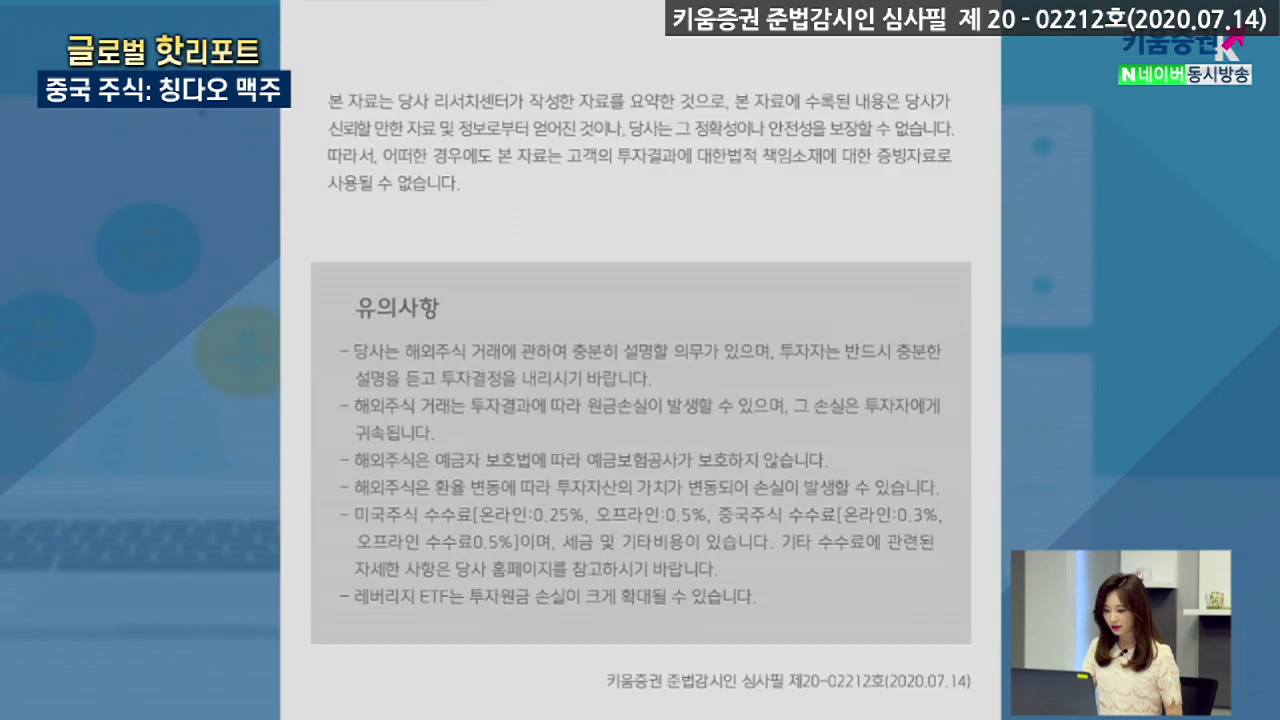 키움증권 준법감시인 심사필 제 20 - 02212호(2020.07.14)
글로벌 핫리포트
중국 주식: 칭다오 맥주
키움증권
N 네이버 동시방송
본 자료는 당사 리서치센터가 작성한 자료를 요약한 것으로, 본 자료에 수록된 내용은 당사가
신뢰할 만한 자료 및 정보로부터 얻어진 것이나, 당사는 그 정확성이나 안전성을 보장할 수 없습니다.
따라서, 어떠한 경우에도 본 자료는 고객의 투자결과에 대한법적 책임소재에 대한 증빙자료로
사용될 수 없습니다.
유의사항
- 당사는 해외주식 거래에 관하여 충분히 설명할 의무가 있으며, 투자자는 반드시 충분한
설명을 듣고 투자결정을 내리시기 바랍니다.
- 해외주식 거래는 투자결과에 따라 원금손실이 발생할 수 있으며, 그 손실은 투자자에게
귀속됩니다.
- 해외주식은 예금자 보호법에 따라 예금보험공사가 보호하지 않습니다.
- 해외주식은 환율 변동에 따라 투자자산의 가치가 변동되어 손실이 발생할 수 있습니다.
- 미국주식 수수료[온라인:0.25%, 오프라인:0.5%, 중국주식 수수료[온라인:0.3%,
오프라인 수수료0.5%]이며, 세금 및 기타비용이 있습니다. 기타 수수료에 관련된
자세한 사항은 당사 홈페이지를 참고하시기 바랍니다.
- 레버리지 ETF는 투자원금 손실이 크게 확대될 수 있습니다.
키움증권 준법감시인 심사필 제20-02212호(2020.07.14)